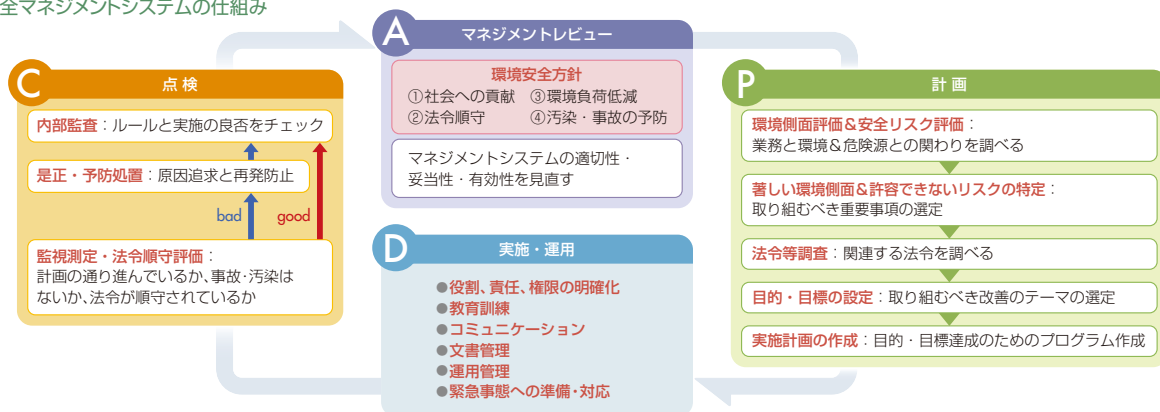 全マネジメントシステムの仕組み
A
マネジメントレビュー
環境安全方針
①社会への貢献 ③環境負荷低減
②法令順守 ④汚染・事故の予防
マネジメントシステムの適切性・
妥当性・有効性を見直す
P
計画
環境側面評価＆安全リスク評価：
業務と環境＆危険源との関わりを調べる
著しい環境側面＆許容できないリスクの特定：
取り組むべき重要事項の選定
法令等調査：関連する法令を調べる
目的・目標の設定：取り組むべき改善のテーマの選定
実施計画の作成：目的・目標達成のためのプログラム作成
D
実施・運用
●役割、責任、権限の明確化
●教育訓練
●コミュニケーション
●文書管理
●運用管理
●緊急事態への準備・対応
C
点検
内部監査：ルールと実施の良否をチェック
是正・予防処置：原因追求と再発防止
bad good
監視測定・法令順守評価：
計画の通り進んでいるか、事故・汚染は
ないか、法令が順守されているか